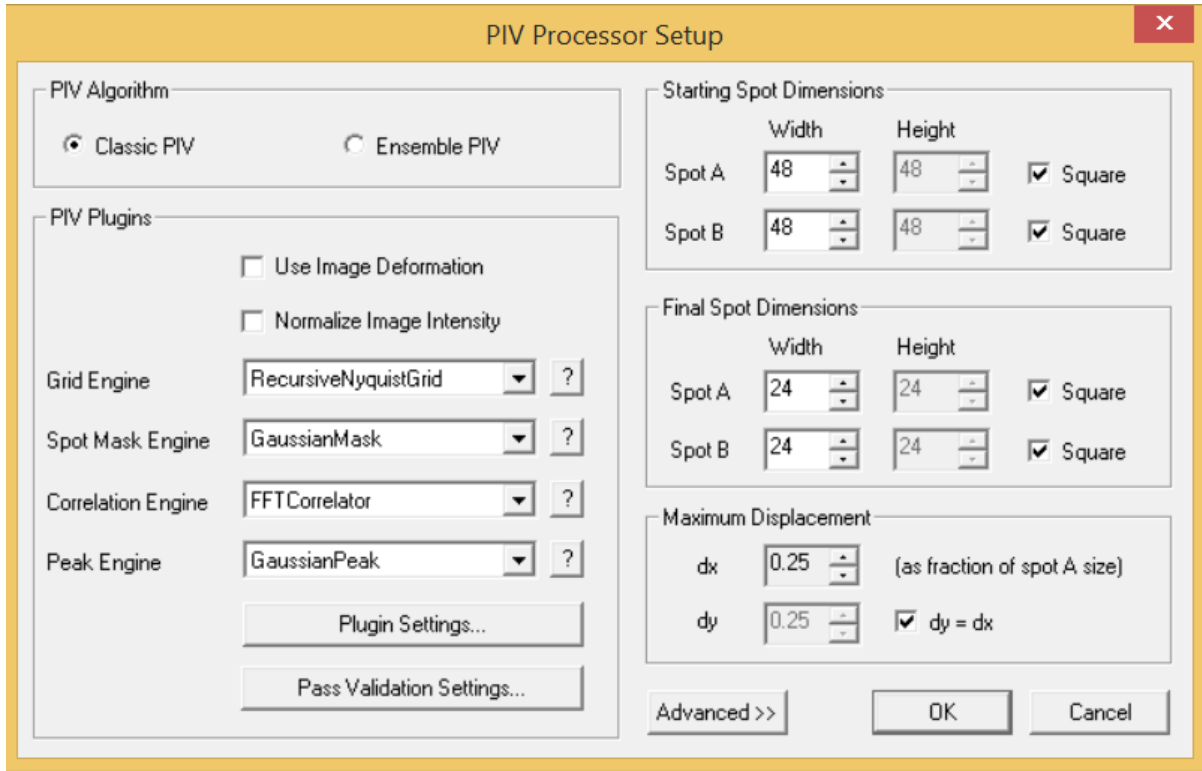 PIV Processor Setup
PIV Algorithm
Classic PIV
Ensemble PIV
PIV Plugins
Use Image Deformation
Normalize Image Intensity
Grid Engine RecursiveNyquistGrid ?
Spot Mask Engine GaussianMask ?
Correlation Engine FFTCorrelator ?
Peak Engine GaussianPeak ?
Plugin Settings...
Pass Validation Settings...
Starting Spot Dimensions
Width Height
Spot A 48 48 Square
Spot B 48 48 Square
Final Spot Dimensions
Width Height
Spot A 24 24 Square
Spot B 24 24 Square
Maximum Displacement
dx 0.25 (as fraction of spot A size)
dy 0.25 dy = dx
Advanced >> OK Cancel